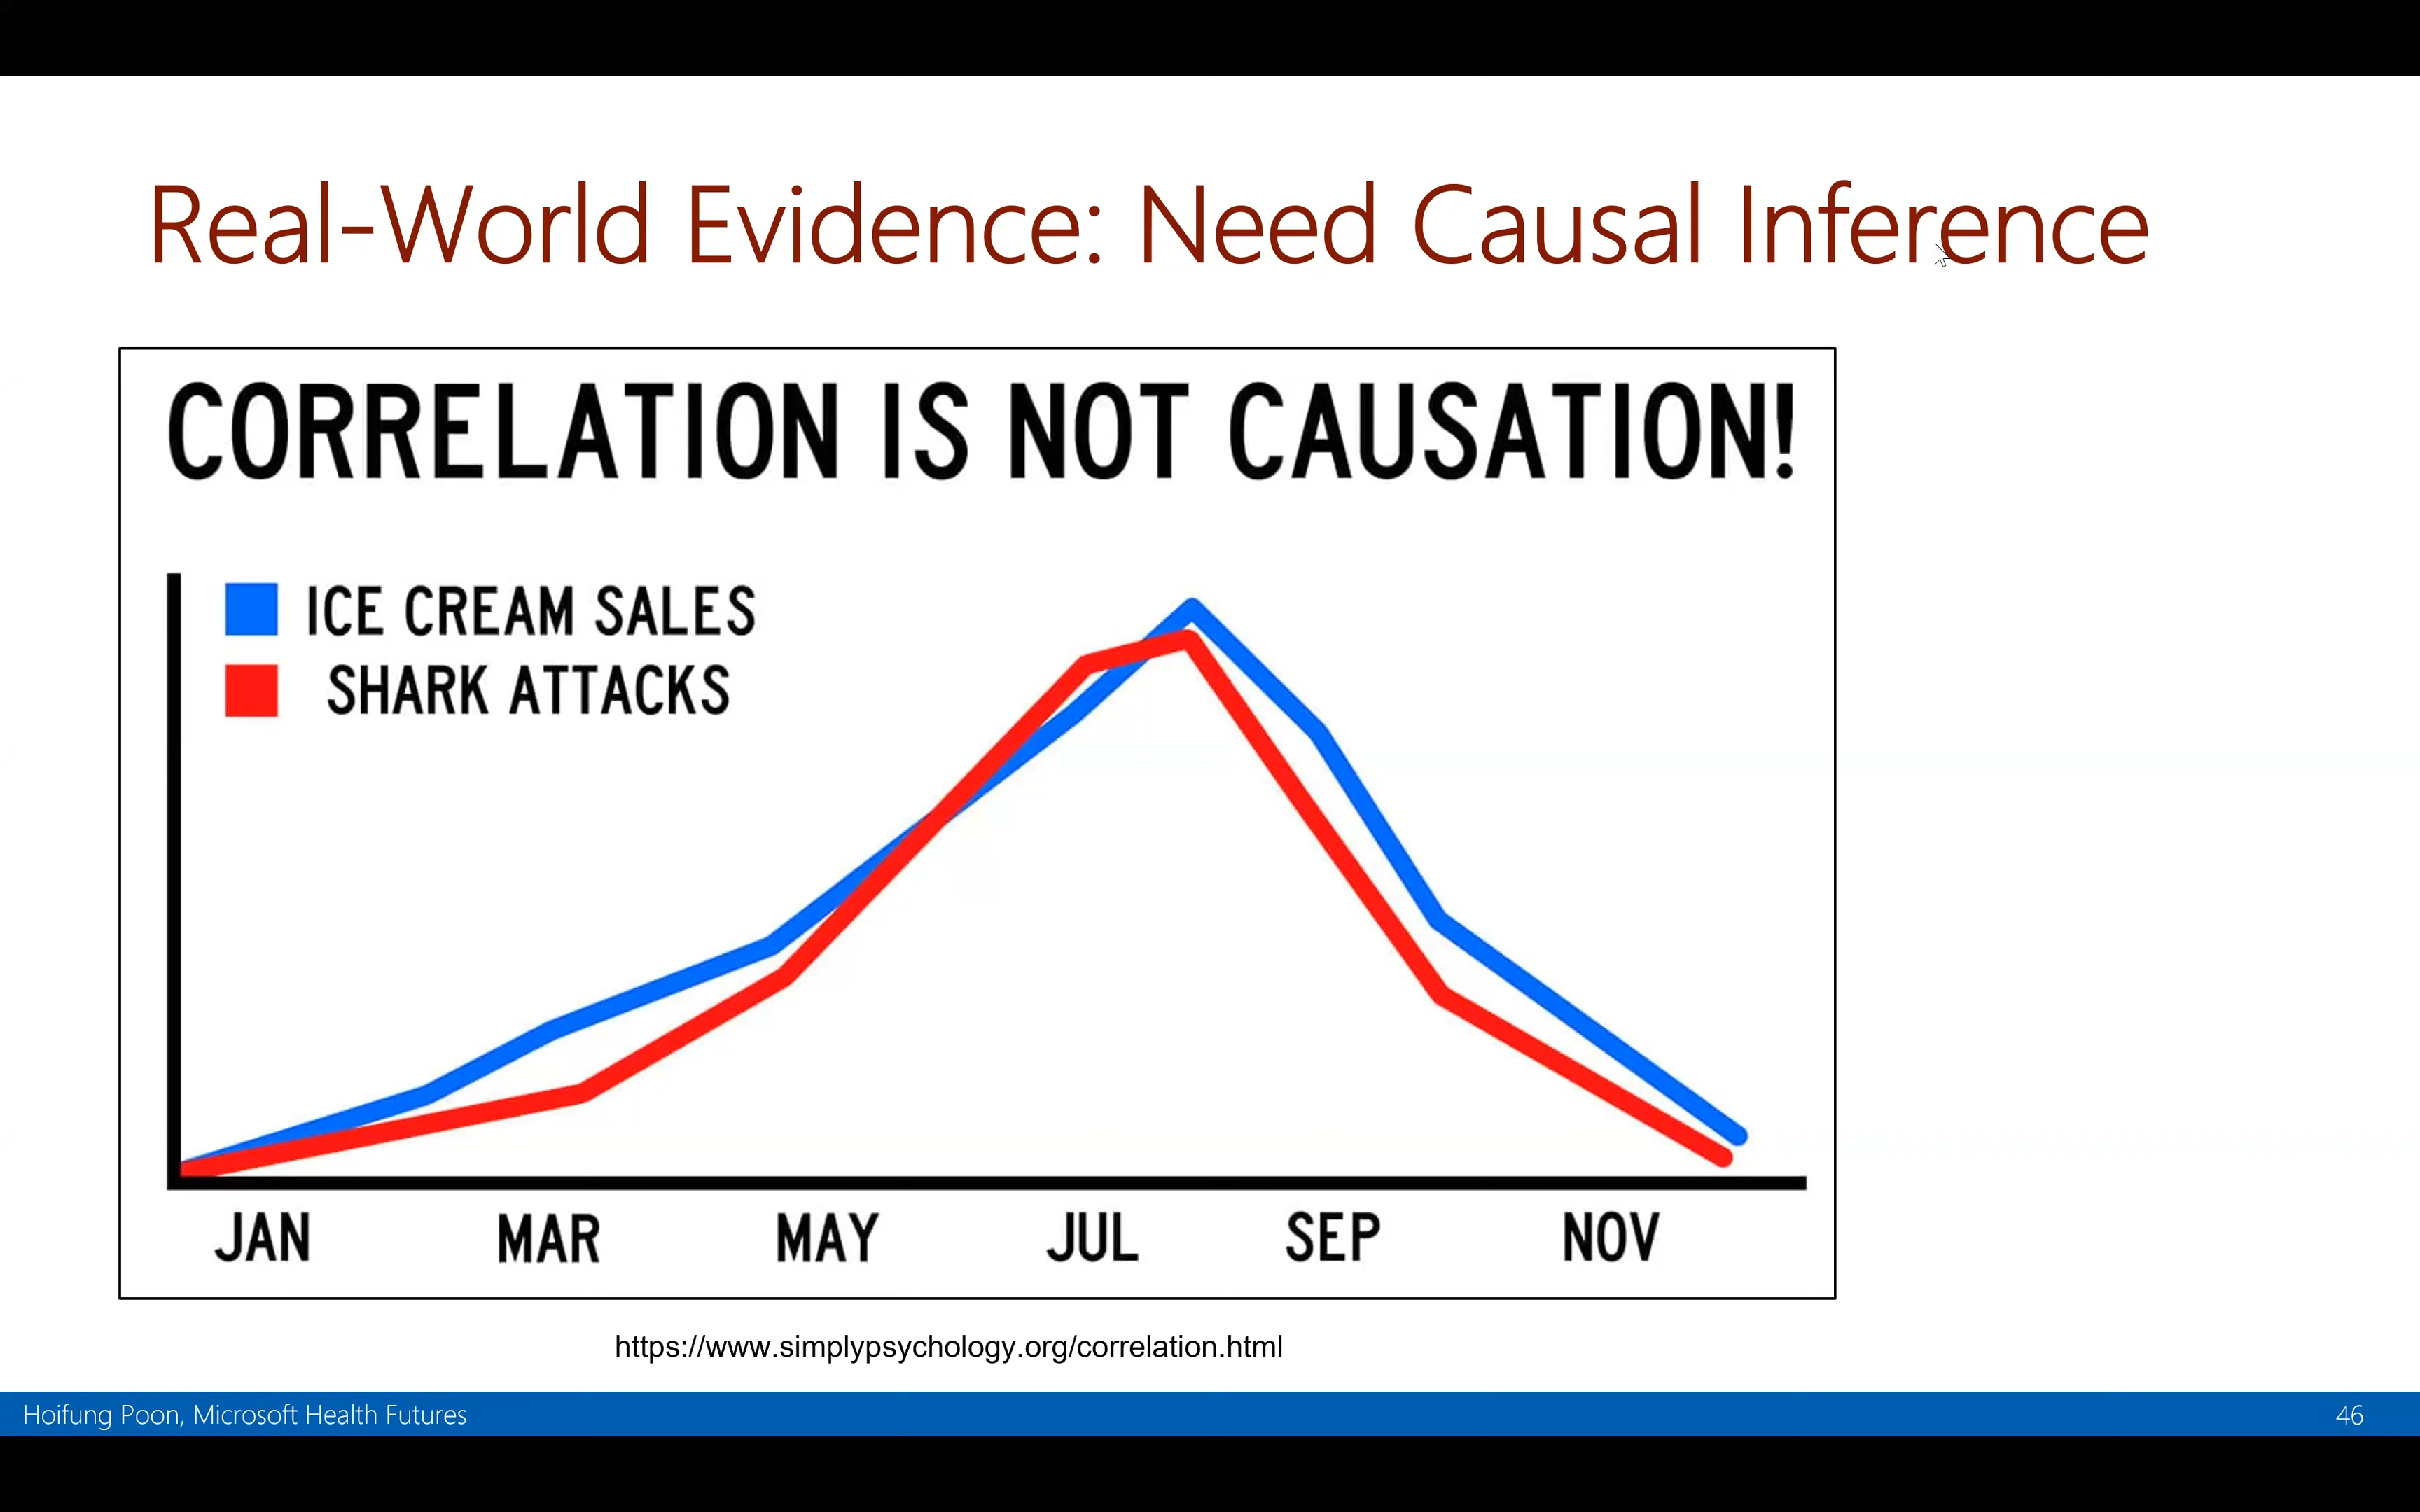 Real-World Evidence: Need Causal Inference
CORRELATION IS NOT CAUSATION!
ICE CREAM SALES
SHARK ATTACKS
JAN MAR MAY JUL SEP NOV
https://www.simplypsychology.org/correlation.html
Hoifung Poon, Microsoft Health Futures 46